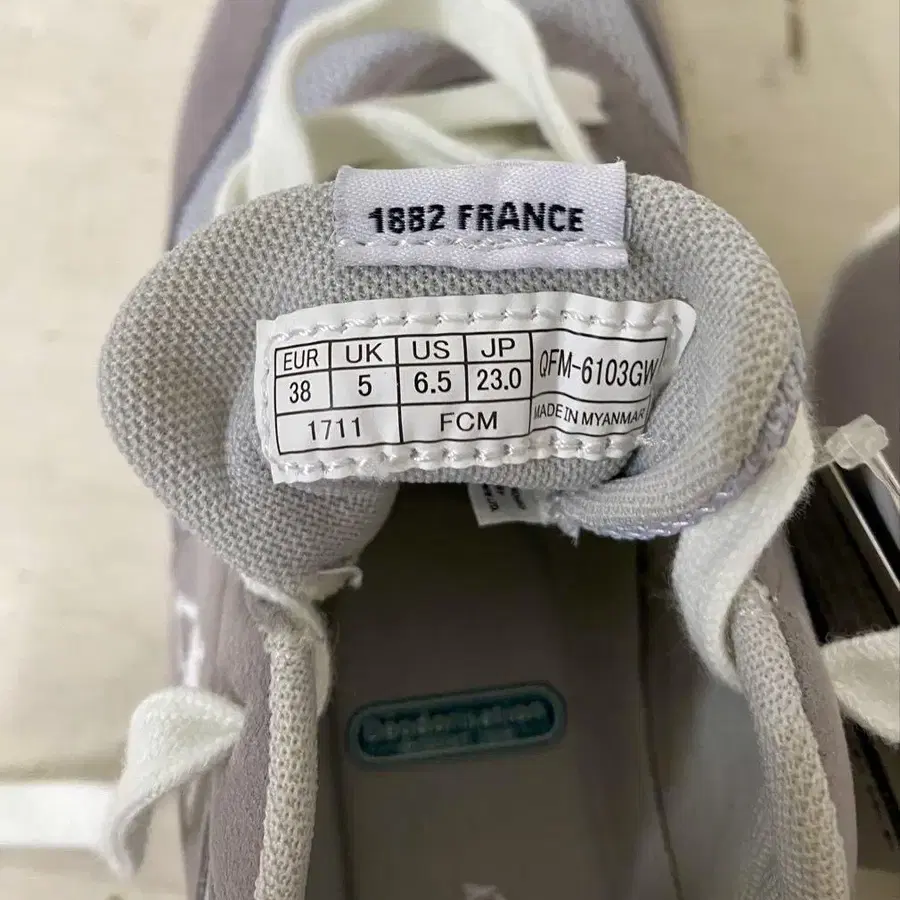 1882 FRANCE
EUR UK US JP QFM-6103GW
38 5 6.5 23.0
1711 FCM MADE IN MYANMAR